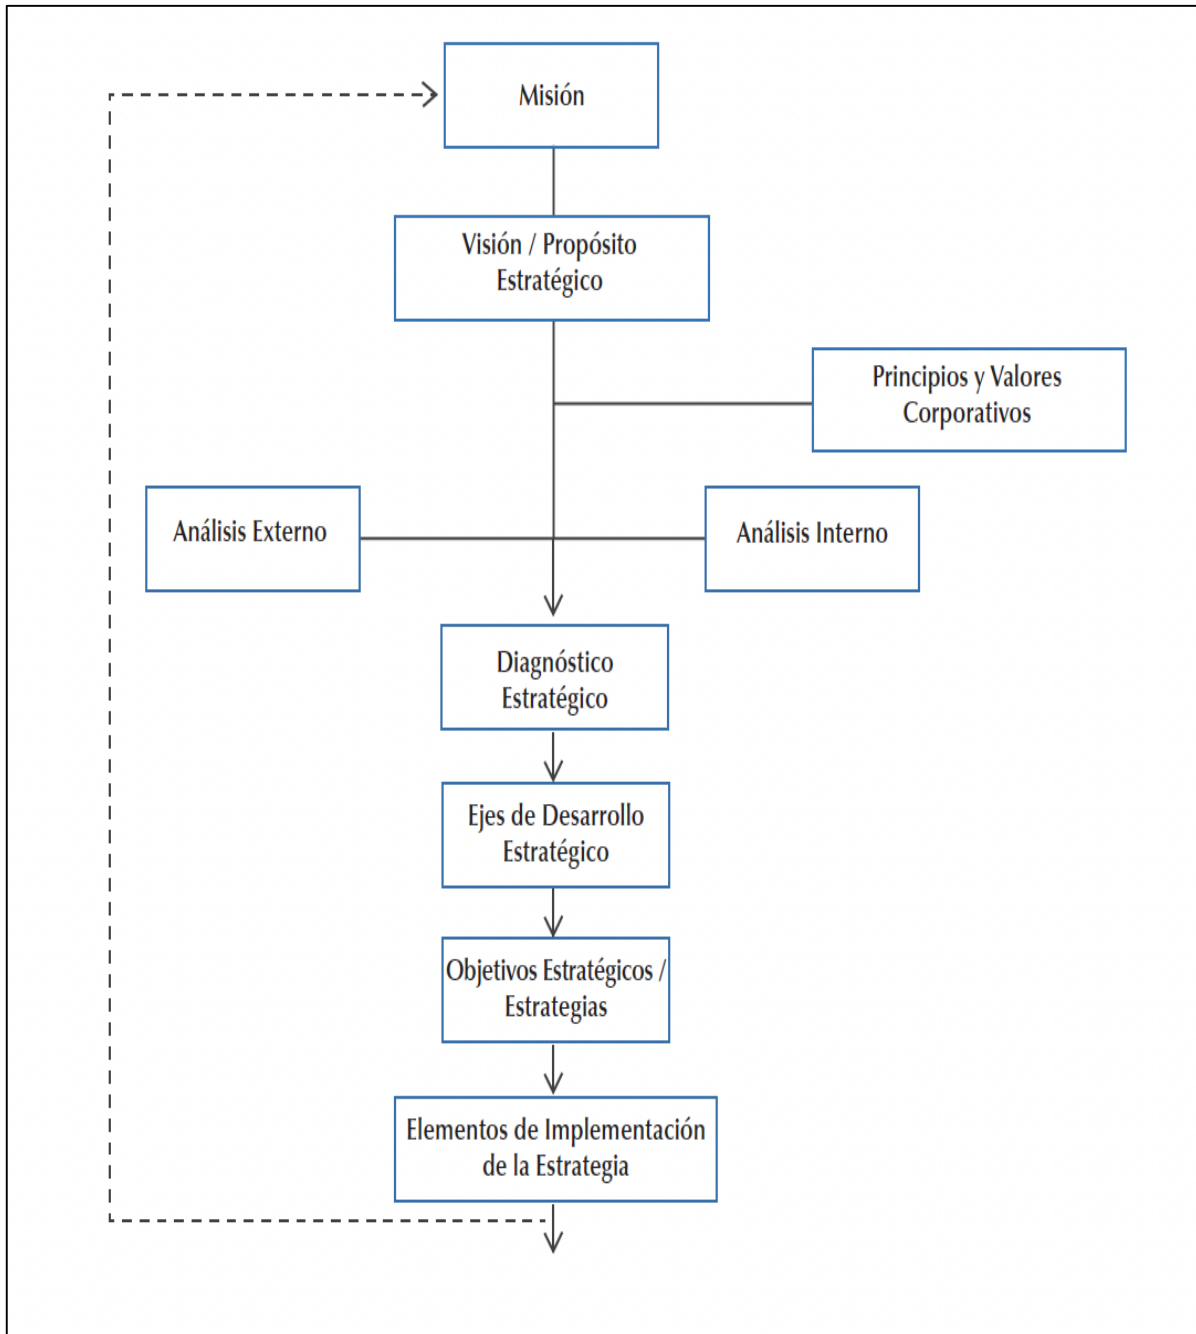 Misión
Visión / Propósito
Estratégico
Principios y Valores
Corporativos
Análisis Externo
Análisis Interno
Diagnóstico
Estratégico
Ejes de Desarrollo
Estratégico
Objetivos Estratégicos /
Estrategias
Elementos de Implementación
de la Estrategia